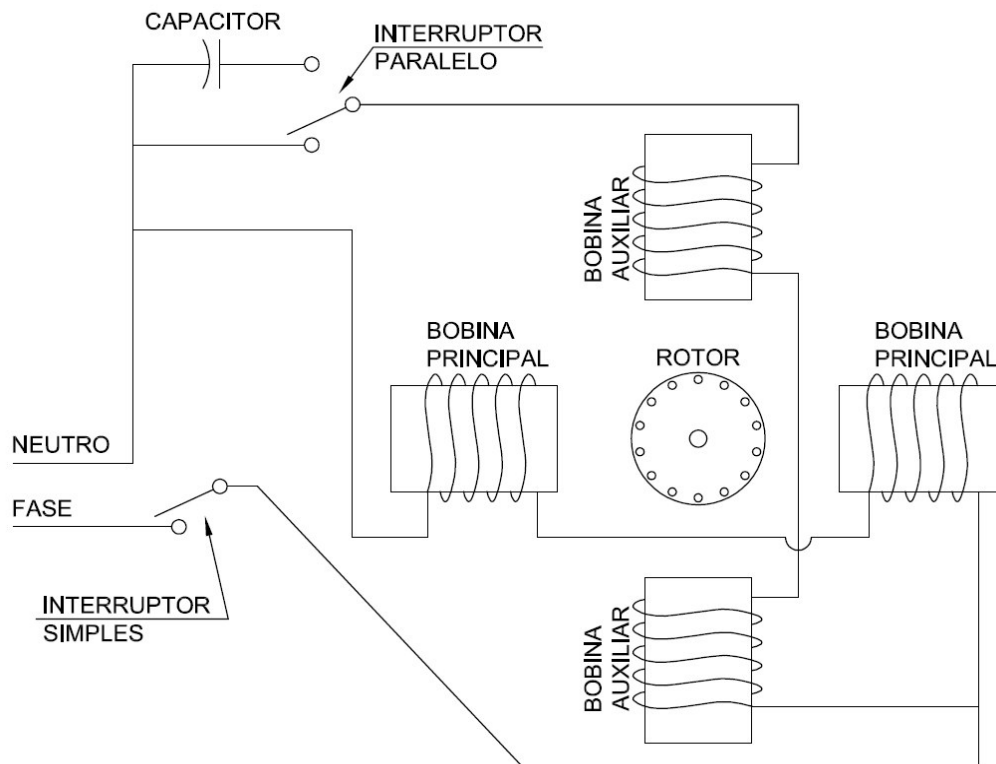 CAPACITOR
INTERRUPTOR
PARALELO
BOBINA
AUXILIAR
BOBINA
PRINCIPAL
ROTOR
BOBINA
PRINCIPAL
NEUTRO
FASE
INTERRUPTOR
SIMPLES
BOBINA
AUXILIAR